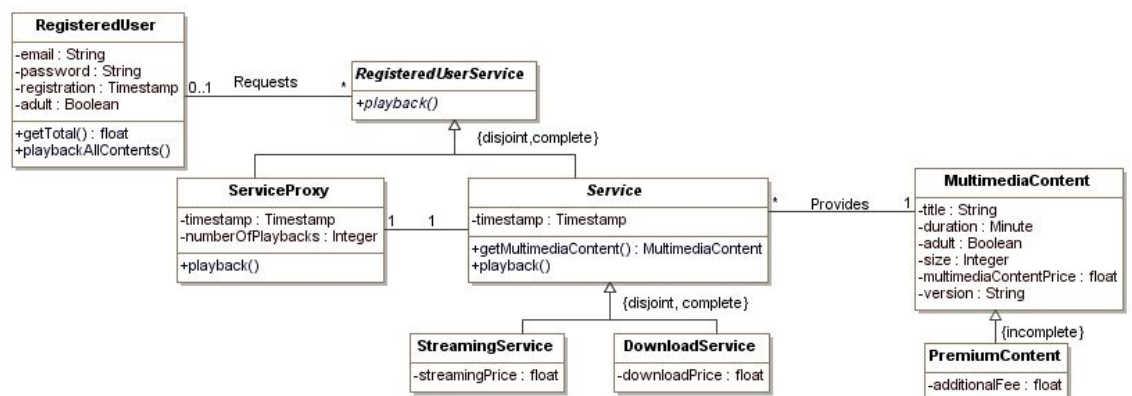 RegisteredUser
-email : String
-password : String
-registration : Timestamp
-adult : Boolean
+getTotal() : float
+playbackAllContents()
0..1
Requests
*
RegisteredUserService
+playback()
{disjoint,complete}
ServiceProxy
-timestamp : Timestamp
-numberOfPlaybacks : Integer
+playback()
1
1
Service
-timestamp : Timestamp
+getMultimediaContent() : MultimediaContent
+playback()
*
Provides
1
MultimediaContent
-title : String
-duration : Minute
-adult : Boolean
-size : Integer
-multimediaContentPrice : float
-version : String
{disjoint, complete}
StreamingService
-streamingPrice : float
DownloadService
-downloadPrice : float
{incomplete}
PremiumContent
-additionalFee : float